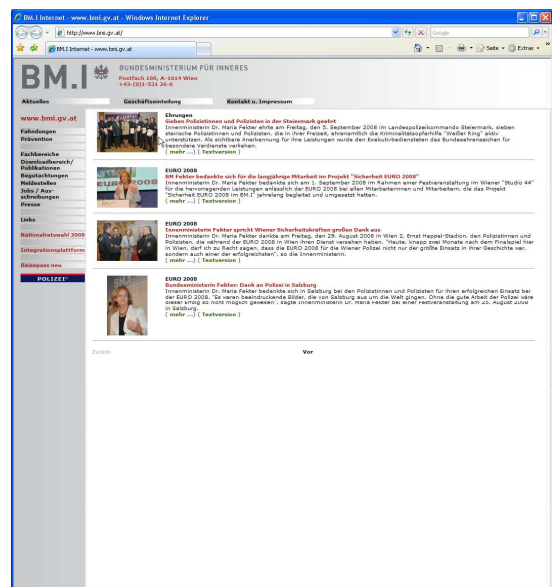 BM.I Internet - www.bmi.gv.at - Windows Internet Explorer
http://www.bmi.gv.at/
Google
BM.I Internet - www.bmi.gv.at
Seite
Extras
BM.I
BUNDESMINISTERIUM FÜR INNERES
Postfach 100, A-1014 Wien
+43-(0)1-531 26-0
Aktuelles
Geschäftseinteilung
Kontakt u. Impressum
www.bmi.gv.at
Fahndungen
Prävention
Fachbereiche
Downloadbereich/
Publikationen
Begutachtungen
Meldestellen
Jobs / Aus-
schreibungen
Presse
Links
Nationalratswahl 2008
Integrationsplattform
Reisepass neu
POLIZEI
Ehrungen
Sieben Polizistinnen und Polizisten in der Steiermark geehrt
Innenministerin Dr. Maria Fekter ehrte am Freitag, den 5. September 2008 im Landespolizeikommando Steiermark, sieben
steirische Polizistinnen und Polizisten, die in ihrer Freizeit, ehrenamtlich die Kriminalitätsopferhilfe "Weißer Ring" aktiv
unterstützen. Als sichtbare Anerkennung für ihre Leistungen wurde den Exekutivbediensteten das Bundesehrenzeichen für
besondere Verdienste verliehen.
( mehr ...) ( Textversion )
EURO 2008
BM Fekter bedankte sich für die langjährige Mitarbeit im Projekt "Sicherheit EURO 2008"
Innenministerin Dr. Maria Fekter bedankte sich am 1. September 2008 im Rahmen einer Festveranstaltung im Wiener "Studio 44"
für die hervorragenden Leistungen anlässlich der EURO 2008 bei allen Mitarbeiterinnen und Mitarbeitern, die das Projekt
"Sicherheit EURO 2008 im BM.I" jahrelang begleitet und umgesetzt hatten.
( mehr ...) ( Textversion )
EURO 2008
Innenministerin Fekter spricht Wiener Sicherheitskräften großen Dank aus
Innenministerin Dr. Maria Fekter dankte am Freitag, den 29. August 2008 in Wien 2, Ernst Happel-Stadion, den Polizistinnen und
Polizisten, die während der EURO 2008 in Wien ihren Dienst versehen haben. "Heute, knapp zwei Monate nach dem Finalspiel hier
in Wien, darf ich zu Recht sagen, dass die EURO 2008 für die Wiener Polizei nicht nur der größte Einsatz in ihrer Geschichte war,
sondern auch einer der erfolgreichsten", so die Innenministerin.
( mehr ...) ( Textversion )
EURO 2008
Bundesministerin Fekter: Dank an Polizei in Salzburg
Innenministerin Dr. Maria Fekter bedankte sich in Salzburg bei den Polizistinnen und Polizisten für ihren erfolgreichen Einsatz bei
der EURO 2008. "Es waren beeindruckende Bilder, die von Salzburg aus um die Welt gingen. Ohne die gute Arbeit der Polizei wäre
dieser Erfolg so nicht möglich gewesen", sagte Innenministerin Dr. Maria Fekter bei einer Festveranstaltung am 25. August 2008
in Salzburg.
( mehr ...) ( Textversion )
Zurück
Vor